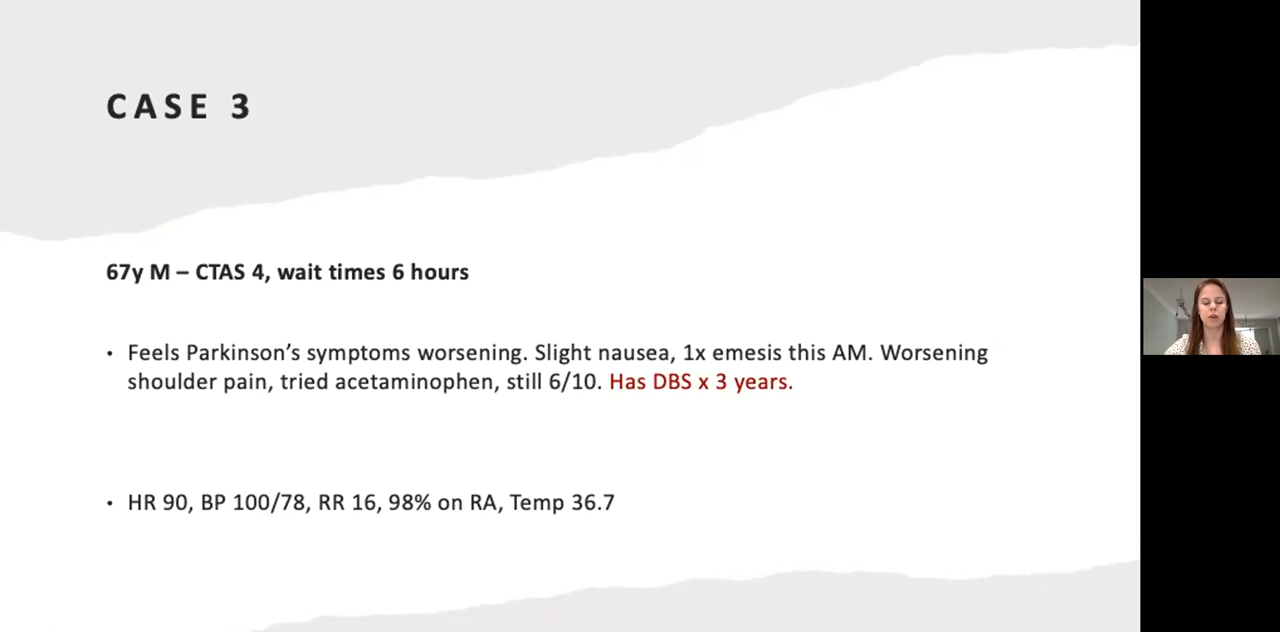 CASE 3
67y M – CTAS 4, wait times 6 hours
• Feels Parkinson's symptoms worsening. Slight nausea, 1x emesis this AM. Worsening
shoulder pain, tried acetaminophen, still 6/10. Has DBS x 3 years.
• HR 90, BP 100/78, RR 16, 98% on RA, Temp 36.7